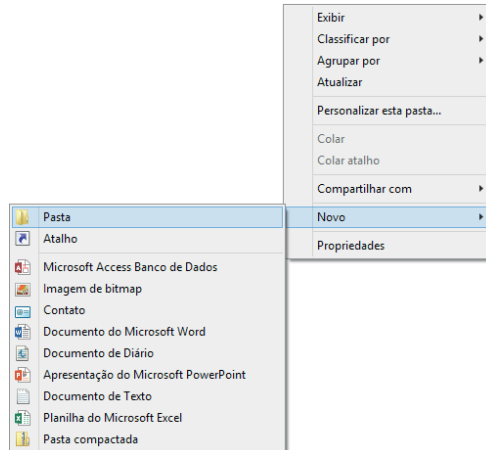 Exibir
Classificar por
Agrupar por
Atualizar
Personalizar esta pasta...
Colar
Colar atalho
Compartilhar com
Novo
Propriedades
Pasta
Atalho
Microsoft Access Banco de Dados
Imagem de bitmap
Contato
Documento do Microsoft Word
Documento de Diário
Apresentação do Microsoft PowerPoint
Documento de Texto
Planilha do Microsoft Excel
Pasta compactada